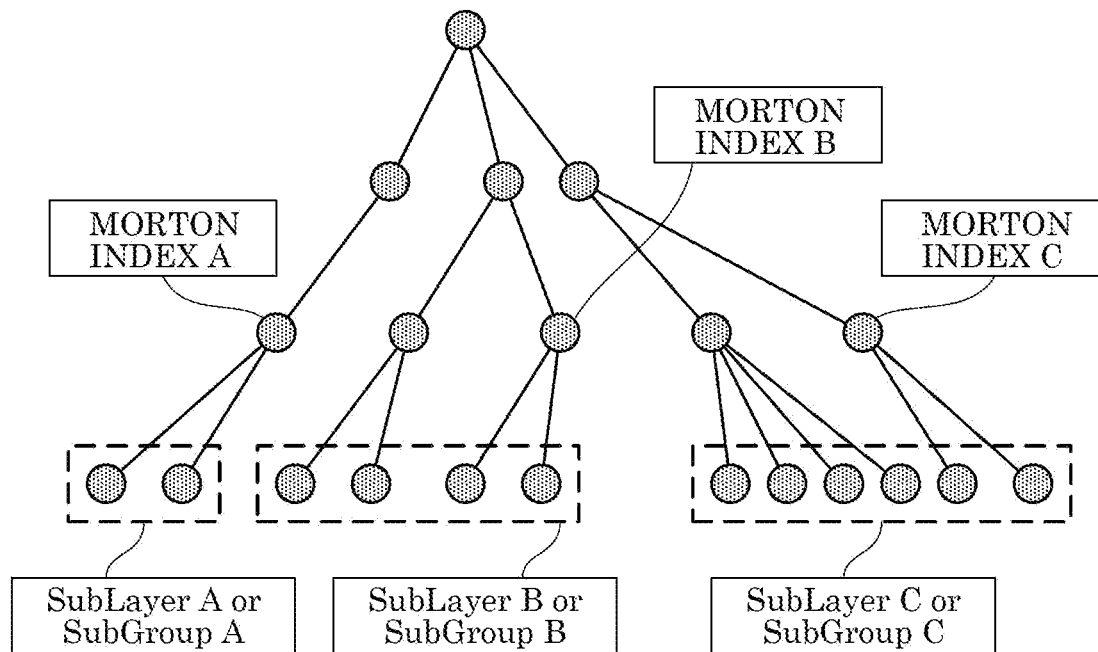 MORTON
INDEX B
MORTON
INDEX A
MORTON
INDEX C
SubLayer A or
SubGroup A
SubLayer B or
SubGroup B
SubLayer C or
SubGroup C